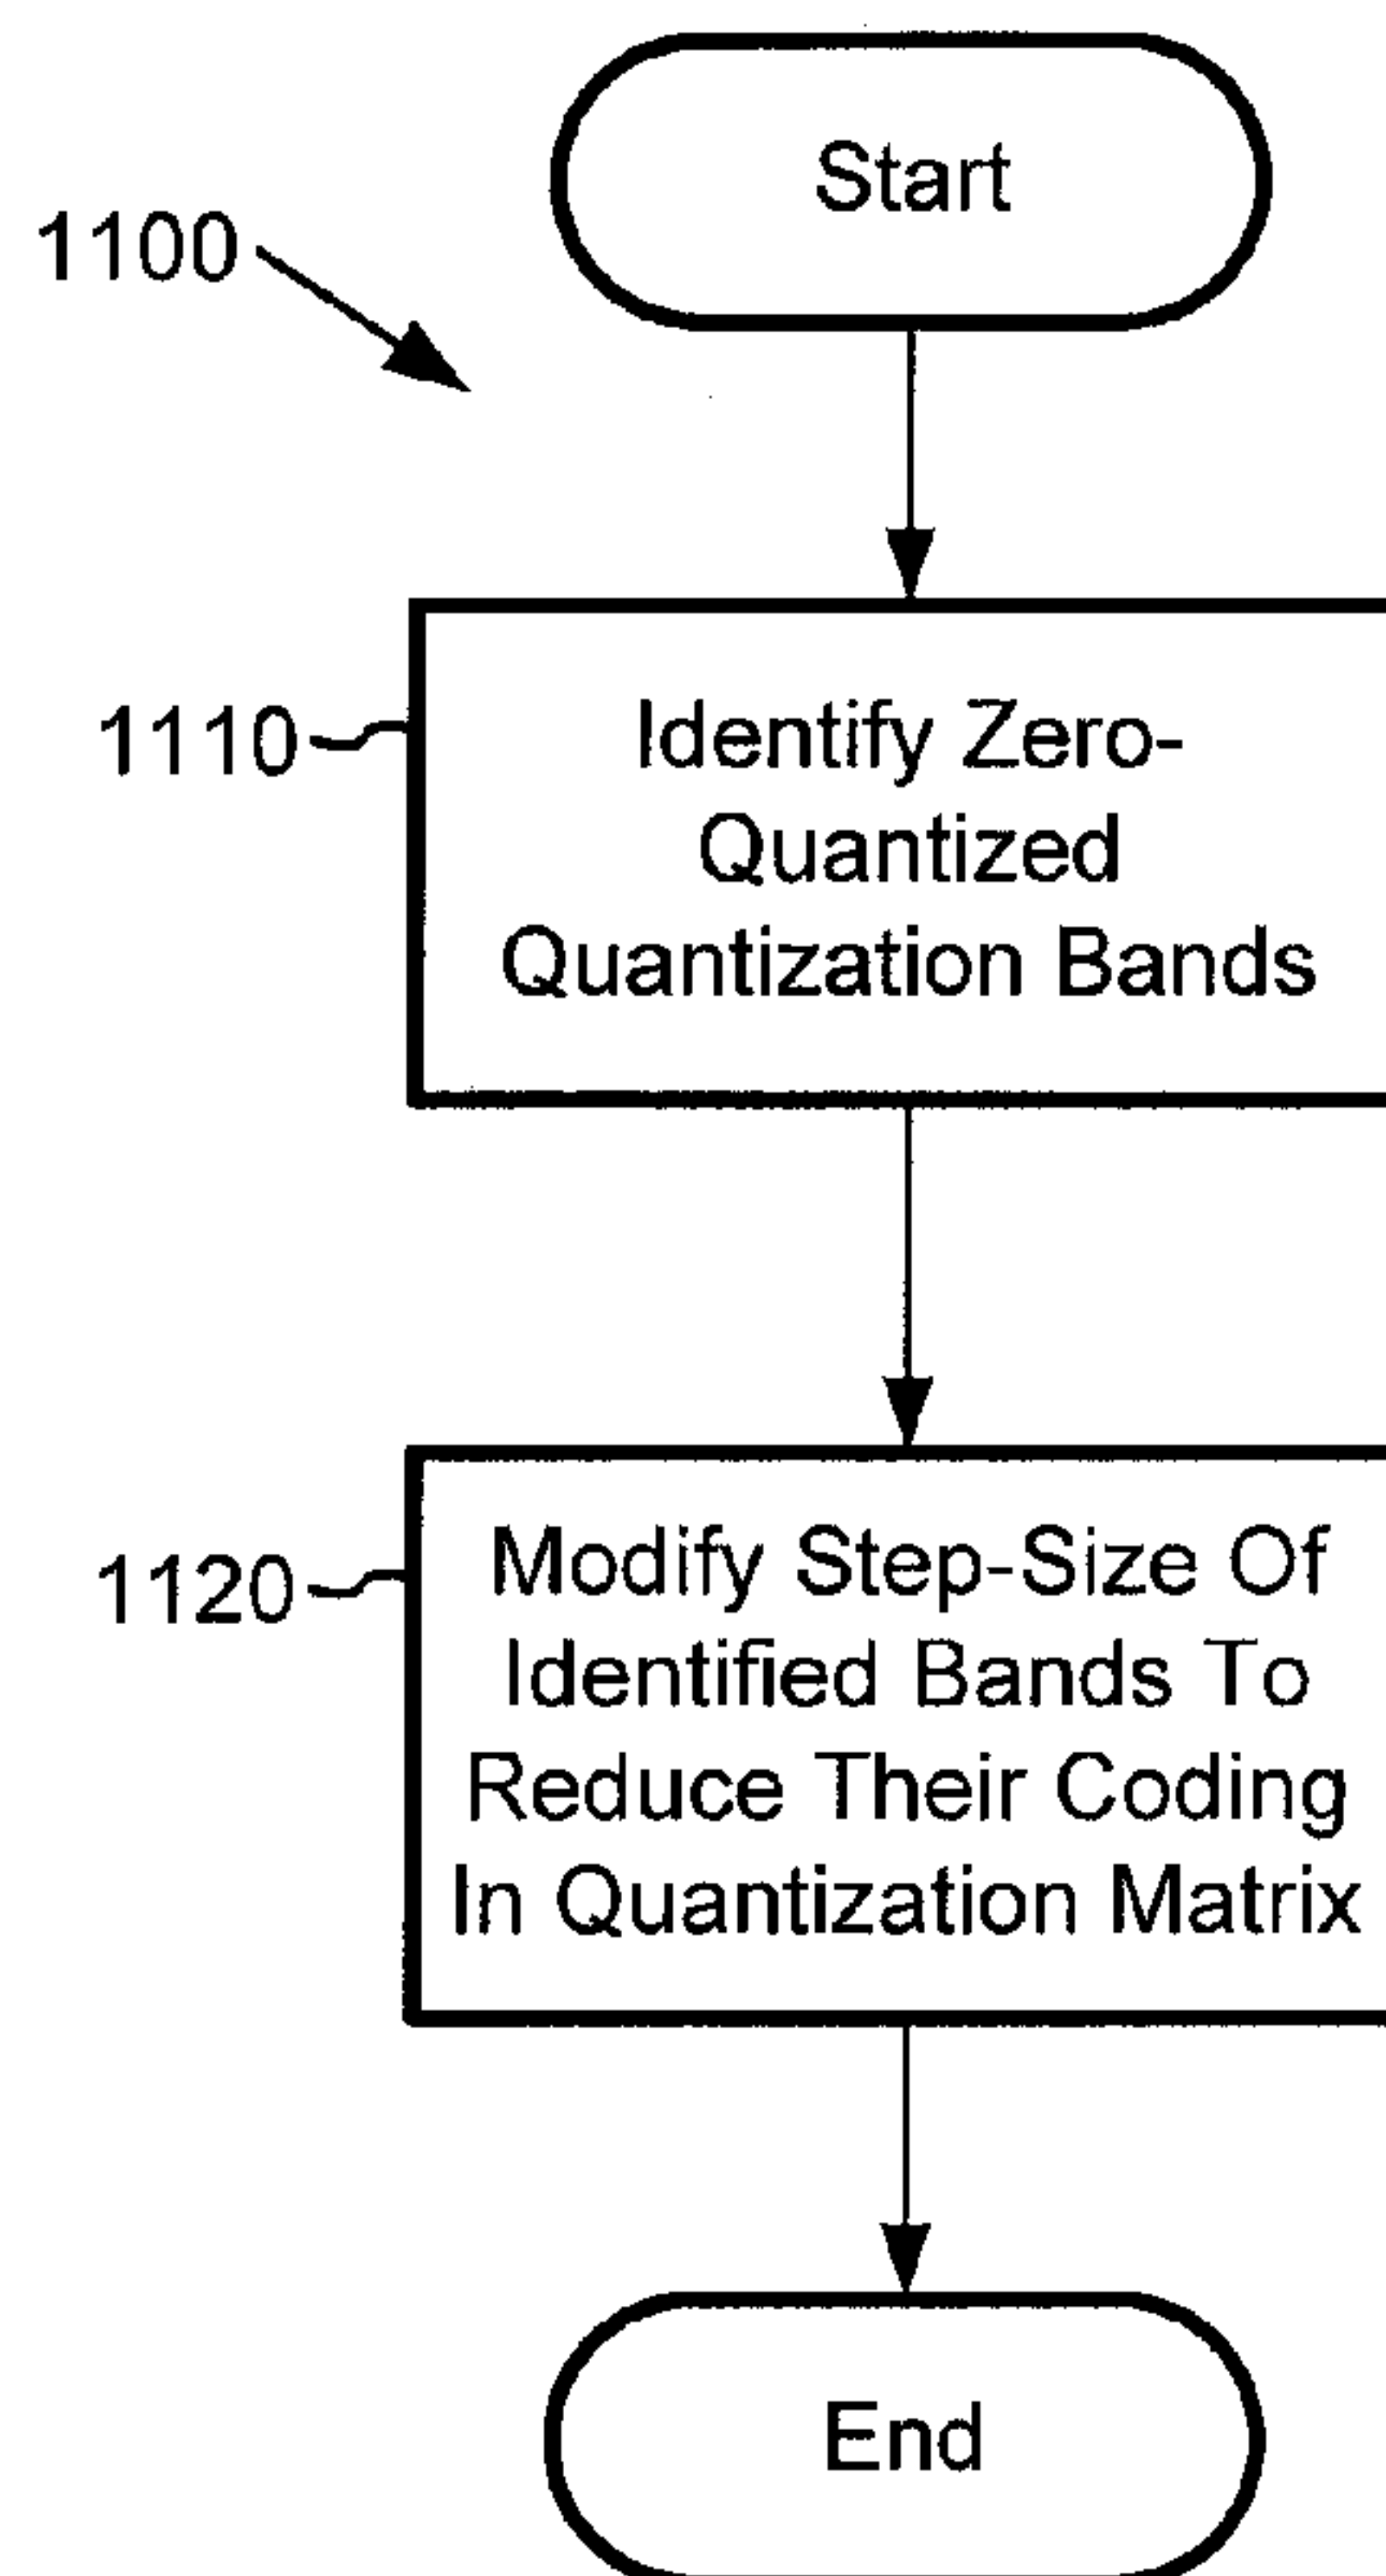 Start
1100
1110
Identify Zero-
Quantized
Quantization Bands
1120
Modify Step-Size Of
Identified Bands To
Reduce Their Coding
In Quantization Matrix
End